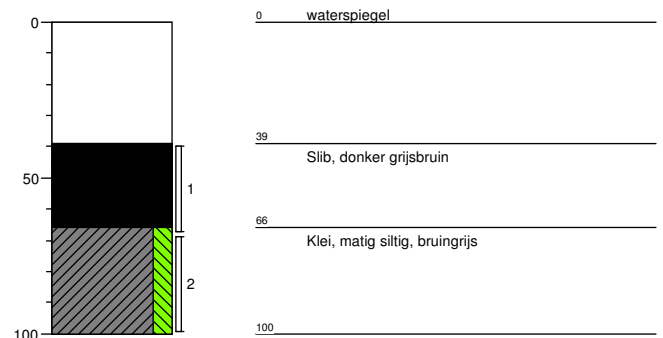 0
50
100
1
2
0 waterspiegel
39
Slib, donker grijsbruin
66
Klei, matig siltig, bruingrijs
100